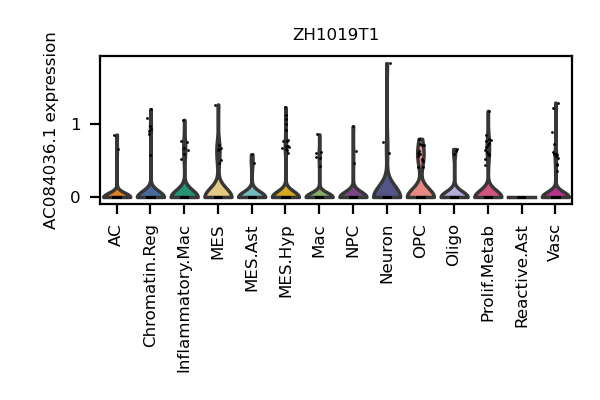 ZH1019T1
AC084036.1 expression
1
0
AC
Chromatin.Reg
Inflammatory.Mac
MES
MES.Ast
MES.Hyp
Mac
NPC
Neuron
OPC
Oligo
Prolif.Metab
Reactive.Ast
Vasc